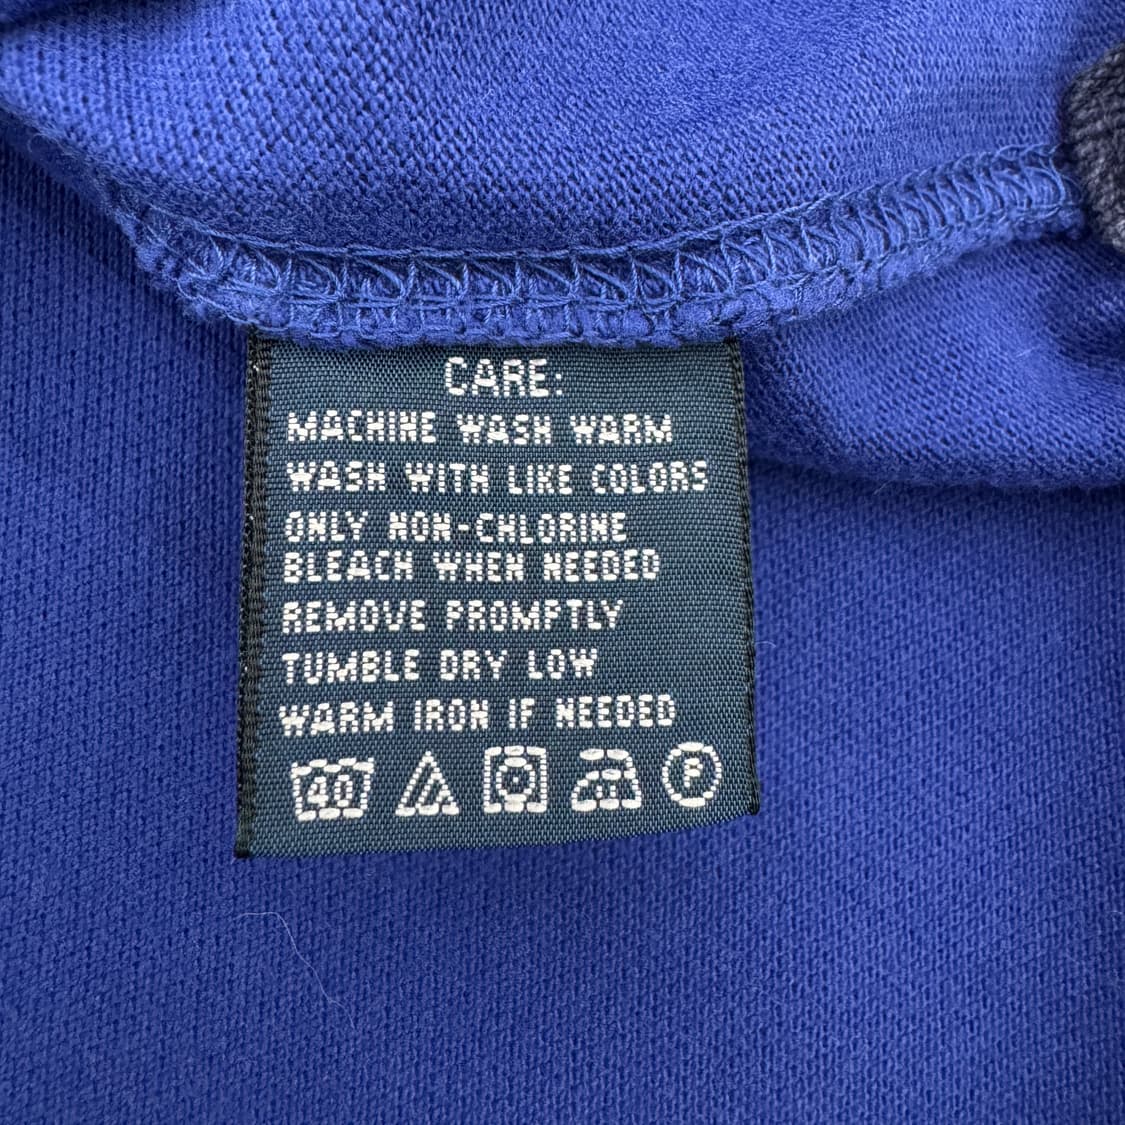 CARE:
MACHINE WASH WARM
WASH WITH LIKE COLORS
ONLY NON-CHLORINE
BLEACH WHEN NEEDED
REMOVE PROMPTLY
TUMBLE DRY LOW
WARM IRON IF NEEDED
40 P